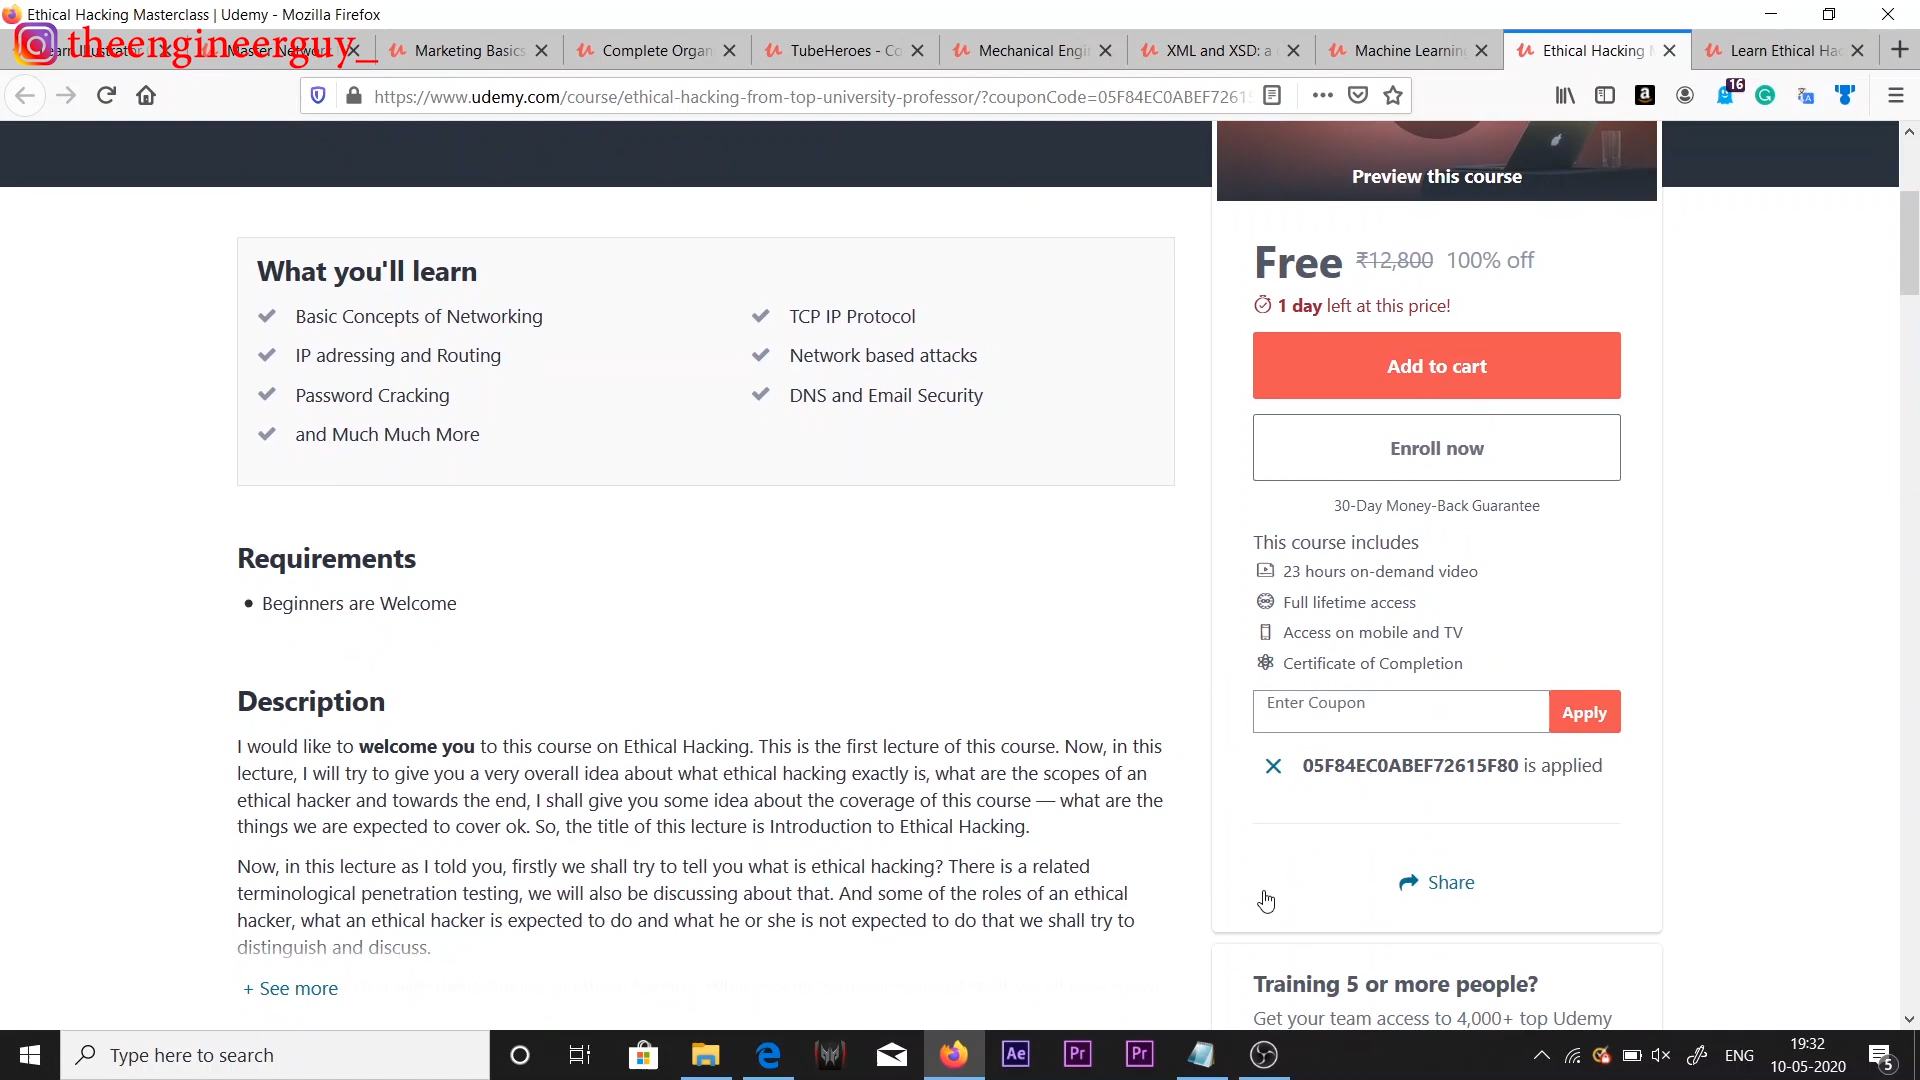 Ethical Hacking Masterclass | Udemy - Mozilla Firefox
theengineerguy_
Marketing Basics
Complete Orga
TubeHeroes - Co
Mechanical Engi
XML and XSD: a
Machine Learning
Ethical Hacking
Learn Ethical Hac
https://www.udemy.com/course/ethical-hacking-from-top-university-professor/?couponCode=05F84EC0ABEF7261
16
Preview this course
What you'll learn
Basic Concepts of Networking
TCP IP Protocol
IP adressing and Routing
Network based attacks
Password Cracking
DNS and Email Security
and Much Much More
Requirements
Beginners are Welcome
Description
I would like to welcome you to this course on Ethical Hacking. This is the first lecture of this course. Now, in this
lecture, I will try to give you a very overall idea about what ethical hacking exactly is, what are the scopes of an
ethical hacker and towards the end, I shall give you some idea about the coverage of this course — what are the
things we are expected to cover ok. So, the title of this lecture is Introduction to Ethical Hacking.
Now, in this lecture as I told you, firstly we shall try to tell you what is ethical hacking? There is a related
terminological penetration testing, we will also be discussing about that. And some of the roles of an ethical
hacker, what an ethical hacker is expected to do and what he or she is not expected to do that we shall try to
distinguish and discuss.
+ See more
Free ₹12,800 100% off
1 day left at this price!
Add to cart
Enroll now
30-Day Money-Back Guarantee
This course includes
23 hours on-demand video
Full lifetime access
Access on mobile and TV
Certificate of Completion
Enter Coupon
Apply
05F84EC0ABEF72615F80 is applied
Share
Training 5 or more people?
Get your team access to 4,000+ top Udemy
Type here to search
Ae
Pr
Pr
ENG
19:32
10-05-2020
5